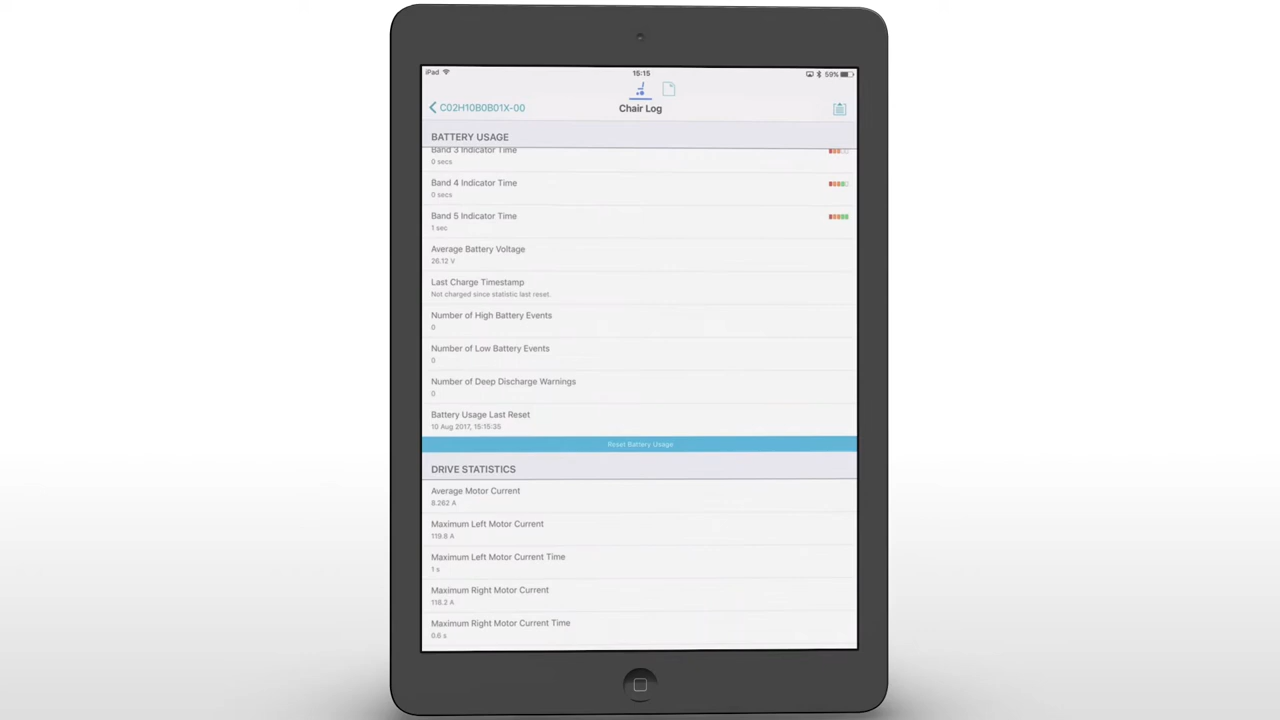 iPad
15:15
59%
C02H10B0B01X-00
Chair Log
BATTERY USAGE
Band 3 Indicator Time
0 secs
Band 4 Indicator Time
0 secs
Band 5 Indicator Time
1 sec
Average Battery Voltage
26.12 V
Last Charge Timestamp
Not charged since statistic last reset.
Number of High Battery Events
0
Number of Low Battery Events
0
Number of Deep Discharge Warnings
0
Battery Usage Last Reset
10 Aug 2017, 15:15:35
Reset Battery Usage
DRIVE STATISTICS
Average Motor Current
8.262 A
Maximum Left Motor Current
119.8 A
Maximum Left Motor Current Time
1 s
Maximum Right Motor Current
118.2 A
Maximum Right Motor Current Time
0.6 s